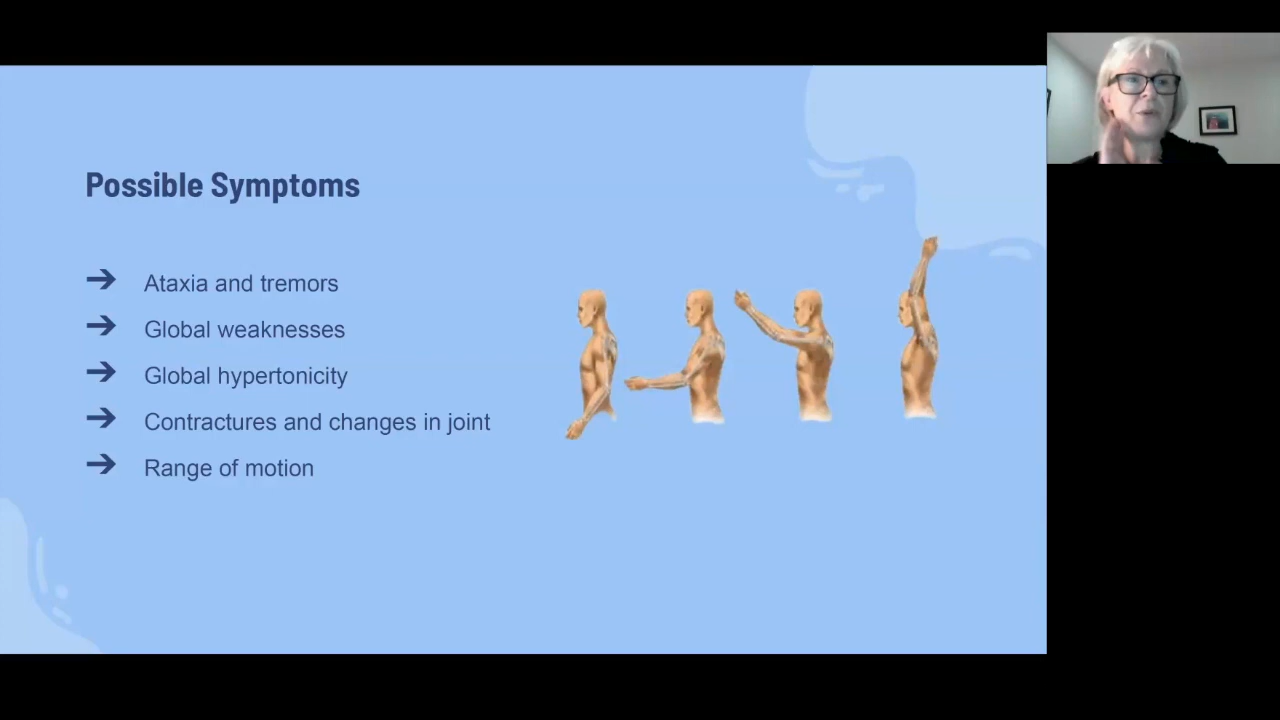 Possible Symptoms
➔ Ataxia and tremors
➔ Global weaknesses
➔ Global hypertonicity
➔ Contractures and changes in joint
➔ Range of motion